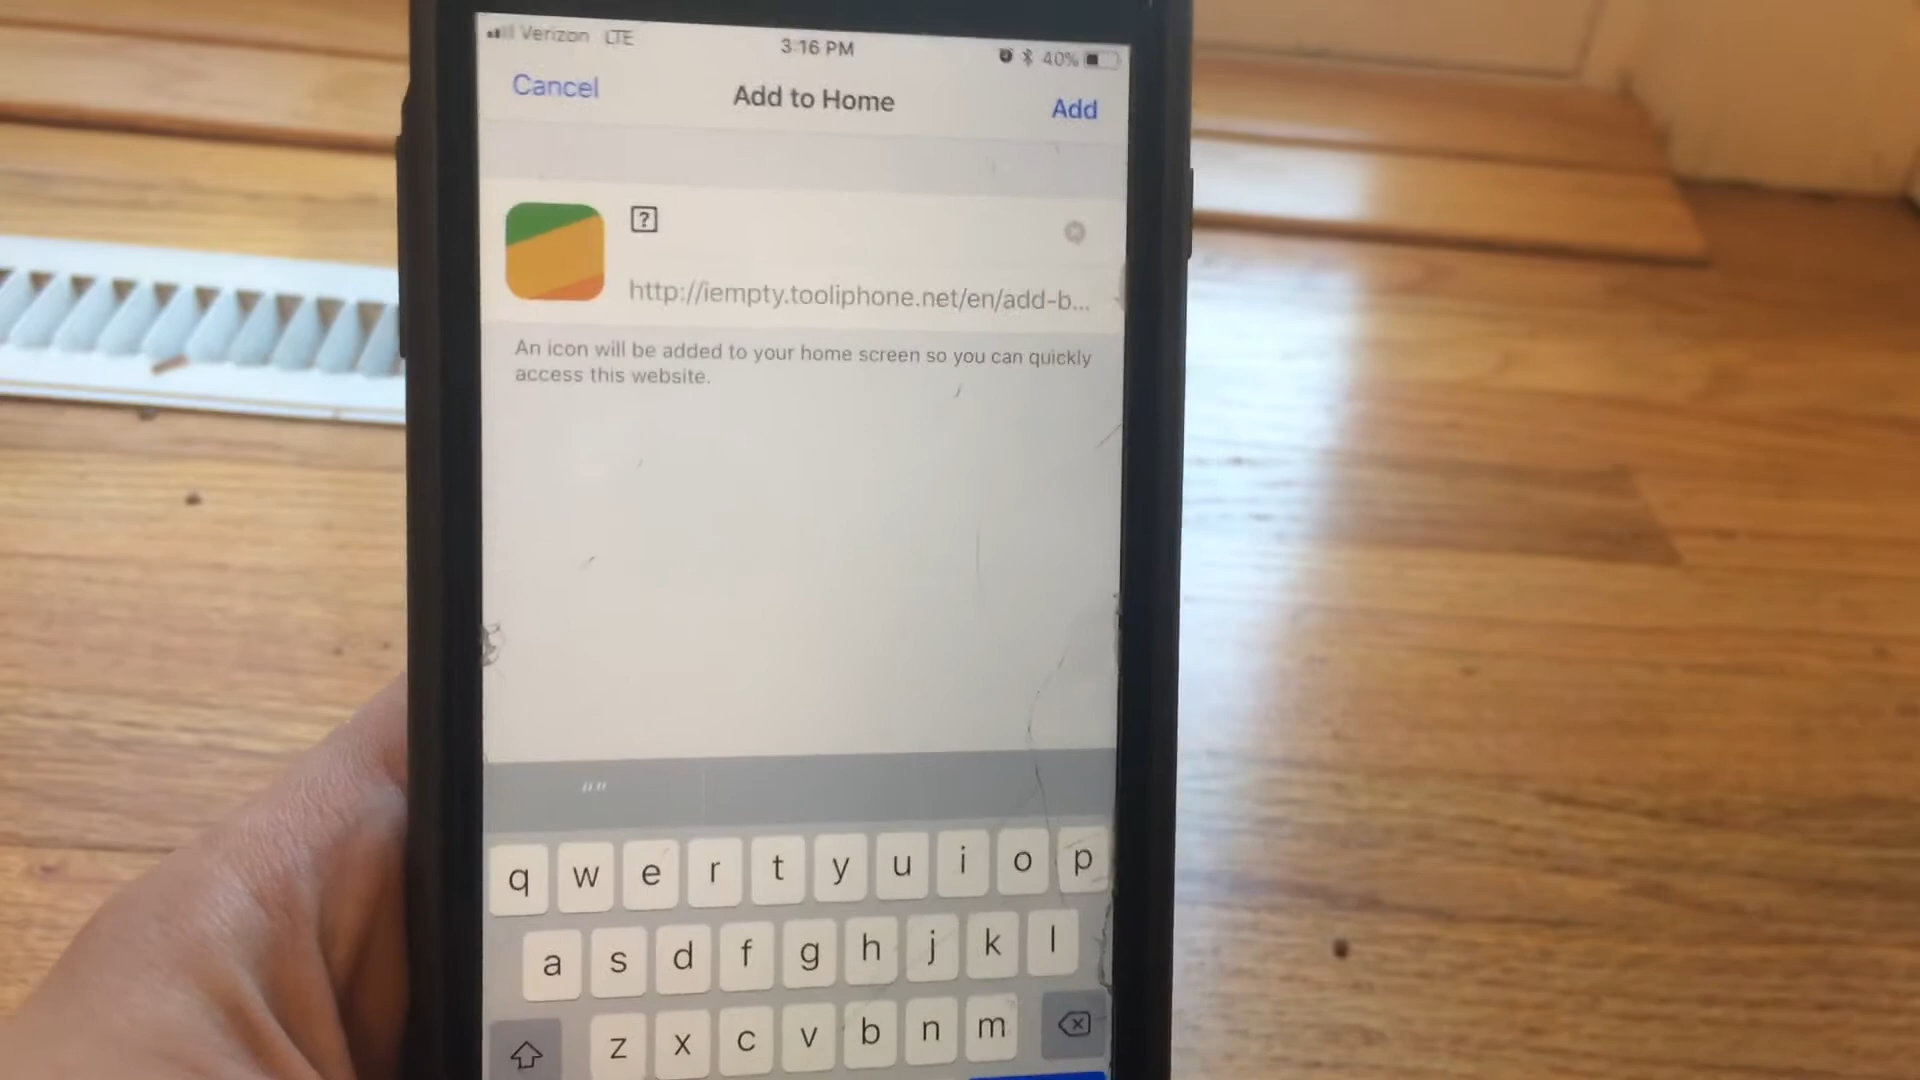 Verizon LTE 3:16 PM 40%
Cancel Add to Home Add
?
http://iempty.tooliphone.net/en/add-b...
An icon will be added to your home screen so you can quickly
access this website.
""
q w e r t y u i o p
a s d f g h j k l
z x c v b n m